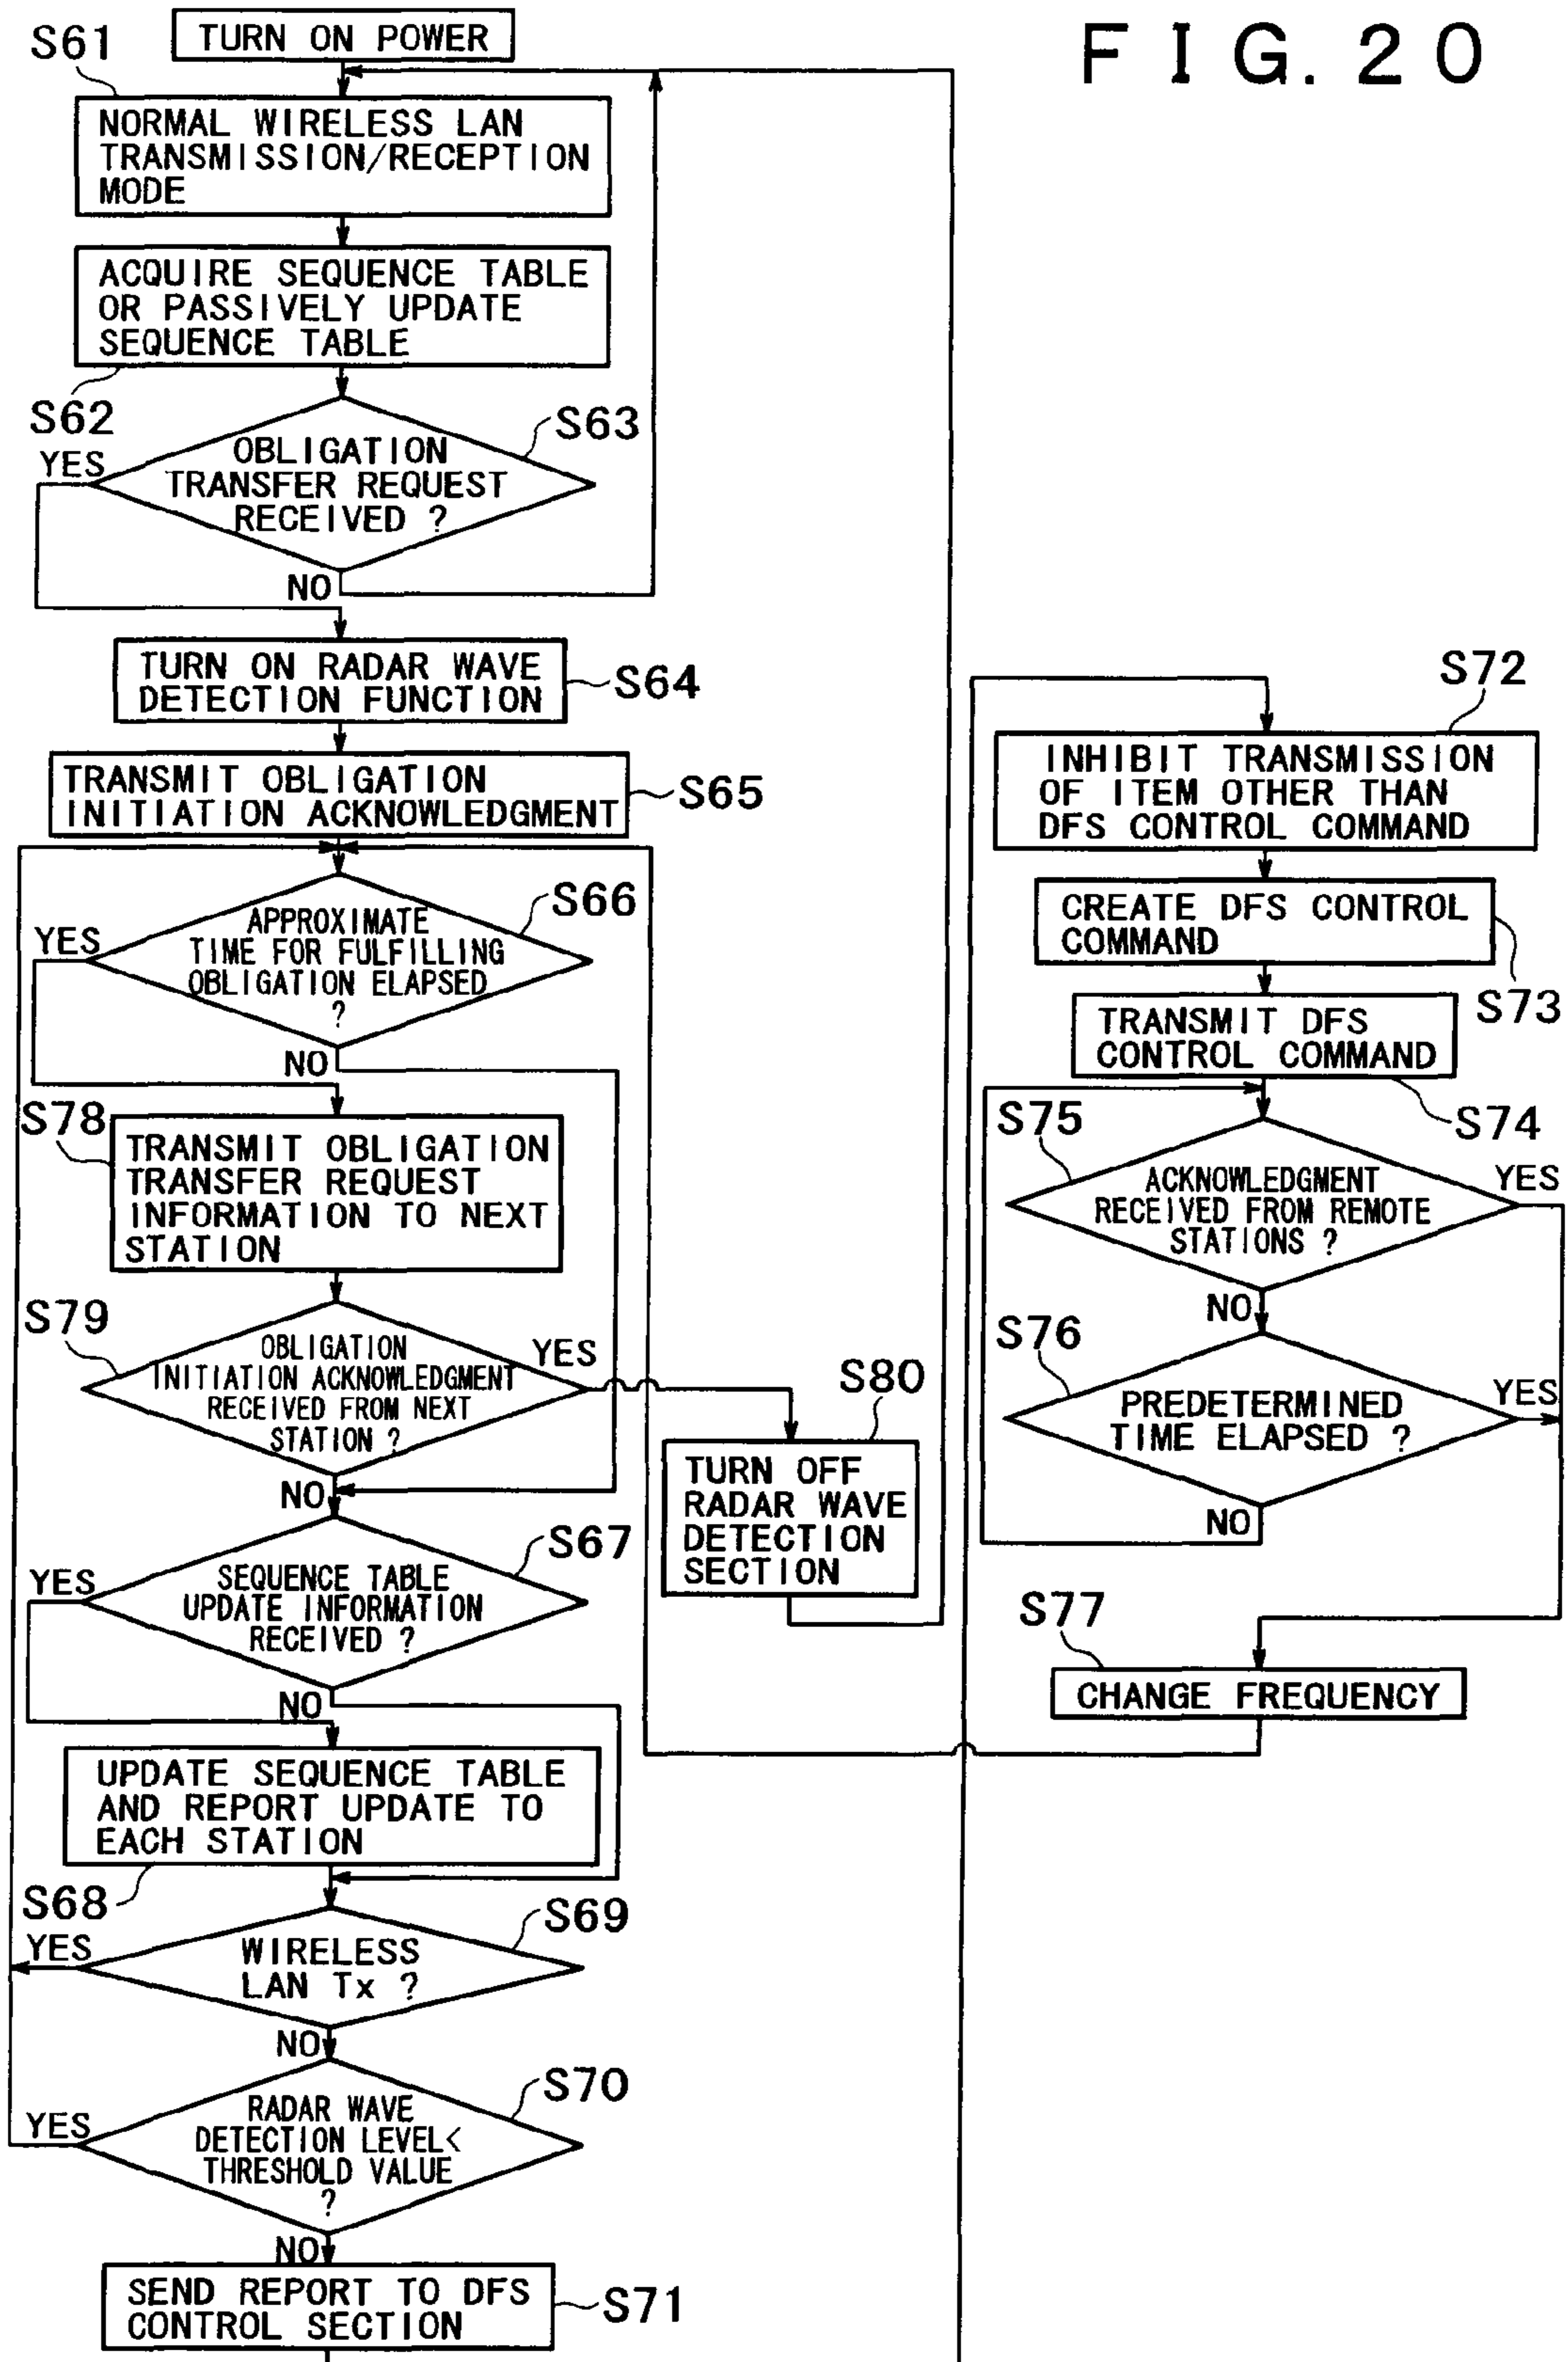 FIG. 20
TURN ON POWER
S61
NORMAL WIRELESS LAN
TRANSMISSION/RECEPTION
MODE
ACQUIRE SEQUENCE TABLE
OR PASSIVELY UPDATE
SEQUENCE TABLE
S62
S63
OBLIGATION
TRANSFER REQUEST
RECEIVED ?
YES
NO
TURN ON RADAR WAVE
DETECTION FUNCTION
S64
TRANSMIT OBLIGATION
INITIATION ACKNOWLEDGMENT
S65
S66
APPROXIMATE
TIME FOR FULFILLING
OBLIGATION ELAPSED
?
YES
NO
S78
TRANSMIT OBLIGATION
TRANSFER REQUEST
INFORMATION TO NEXT
STATION
S79
OBLIGATION
INITIATION ACKNOWLEDGMENT
RECEIVED FROM NEXT
STATION ?
YES
NO
S80
TURN OFF
RADAR WAVE
DETECTION
SECTION
S67
SEQUENCE TABLE
UPDATE INFORMATION
RECEIVED ?
YES
NO
UPDATE SEQUENCE TABLE
AND REPORT UPDATE TO
EACH STATION
S68
S69
WIRELESS
LAN Tx ?
YES
NO
S70
RADAR WAVE
DETECTION LEVEL<
THRESHOLD VALUE
?
YES
NO
SEND REPORT TO DFS
CONTROL SECTION
S71
S72
INHIBIT TRANSMISSION
OF ITEM OTHER THAN
DFS CONTROL COMMAND
CREATE DFS CONTROL
COMMAND
S73
TRANSMIT DFS
CONTROL COMMAND
S74
S75
ACKNOWLEDGMENT
RECEIVED FROM REMOTE
STATIONS ?
YES
NO
S76
PREDETERMINED
TIME ELAPSED ?
YES
NO
S77
CHANGE FREQUENCY